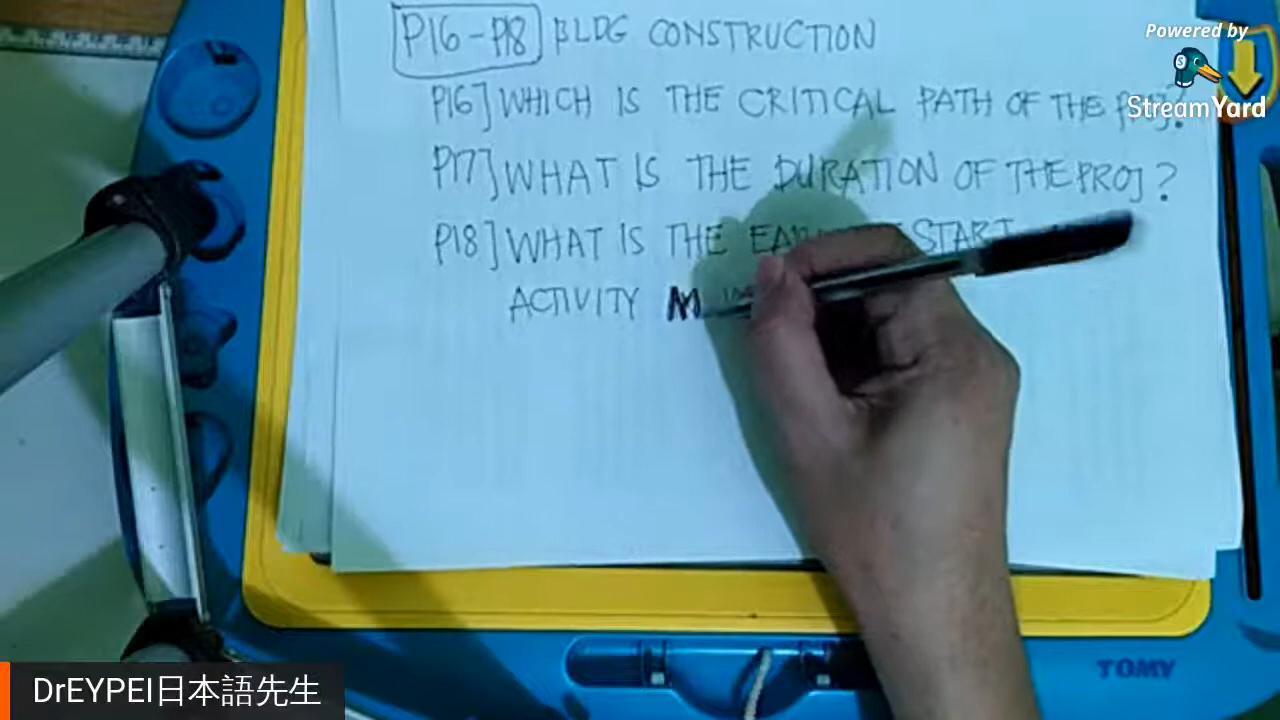 P16-P18 BLDG CONSTRUCTION
P16] WHICH IS THE CRITICAL PATH OF THE PROJ?
P17] WHAT IS THE DURATION OF THE PROJ?
P18] WHAT IS THE START
ACTIVITY M
Powered by
StreamYard
TOMY
DrEYPEI日本語先生